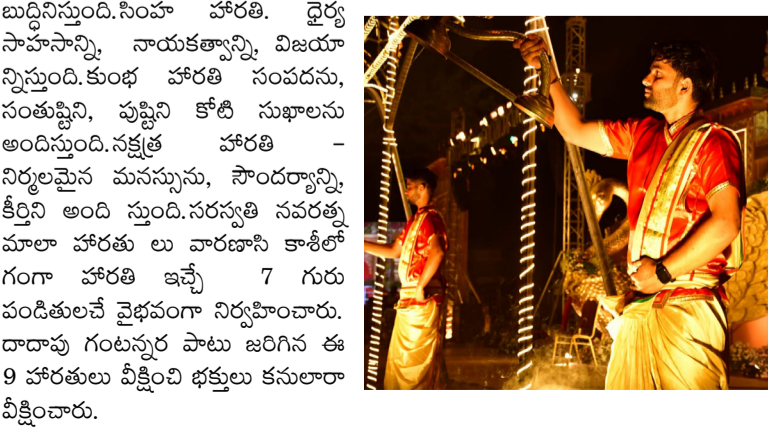 బుద్ధినిస్తుంది.సింహ హారతి. ధైర్య
సాహసాన్ని, నాయకత్వాన్ని, విజయా
న్నిస్తుంది.కుంభ హారతి సంపదను,
సంతుష్టిని, పుష్టిని కోటి సుఖాలను
అందిస్తుంది.నక్షత్ర హారతి –
నిర్మలమైన మనస్సును, సౌందర్యాన్ని,
కీర్తిని అంది స్తుంది.సరస్వతి నవరత్న
మాలా హారతు లు వారణాసి కాశీలో
గంగా హారతి ఇచ్చే 7 గురు
పండితులచే వైభవంగా నిర్వహించారు.
దాదాపు గంటన్నర పాటు జరిగిన ఈ
9 హారతులు వీక్షించి భక్తులు కనులారా
వీక్షించారు.